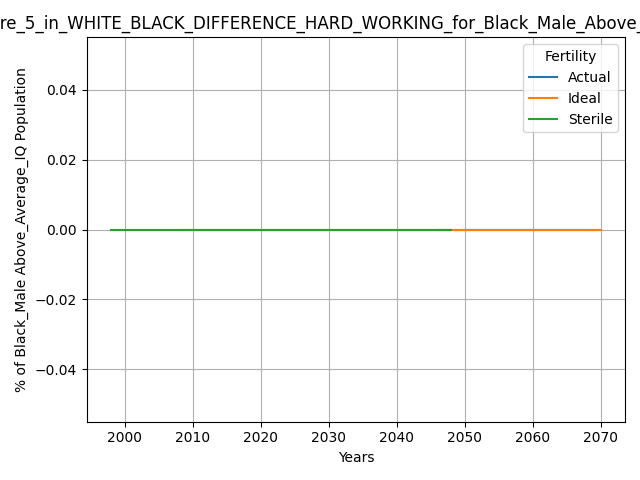 re_5_in_WHITE_BLACK_DIFFERENCE_HARD_WORKING_for_Black_Male_Above_
Fertility
Actual
Ideal
Sterile
% of Black_Male Above_Average_IQ Population
0.04
0.02
0.00
−0.02
−0.04
2000 2010 2020 2030 2040 2050 2060 2070
Years